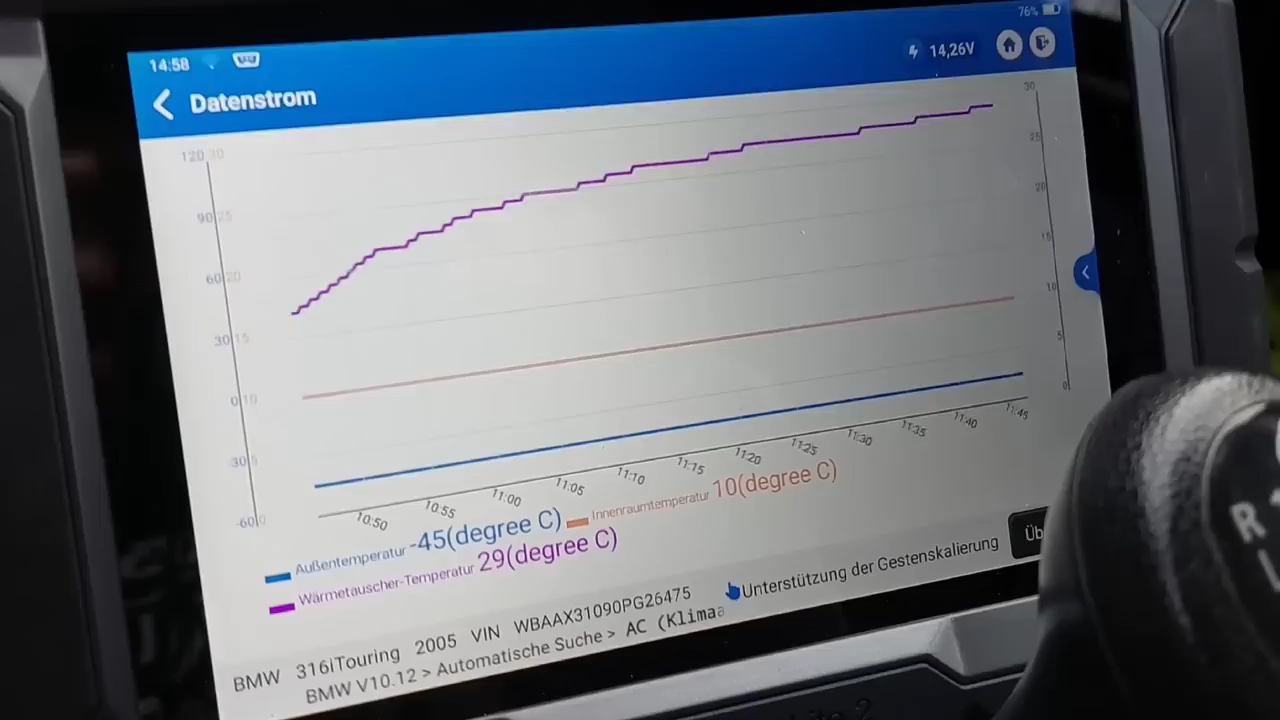 76%
14:58
14,26V
Datenstrom
30
120 30
25
90 25
20
60 20
15
30 15
10
0 10
5
30 5
0
-60 0
10:50 10:55 11:00 11:05 11:10 11:15 11:20 11:25 11:30 11:35 11:40 11:45
Außentemperatur -45(degree C) Innenraumtemperatur 10(degree C)
Wärmetauscher-Temperatur 29(degree C)
Unterstützung der Gestenskalierung Üb
BMW 316iTouring 2005 VIN WBAAX31090PG26475
BMW V10.12 > Automatische Suche > AC (Klimaa
R